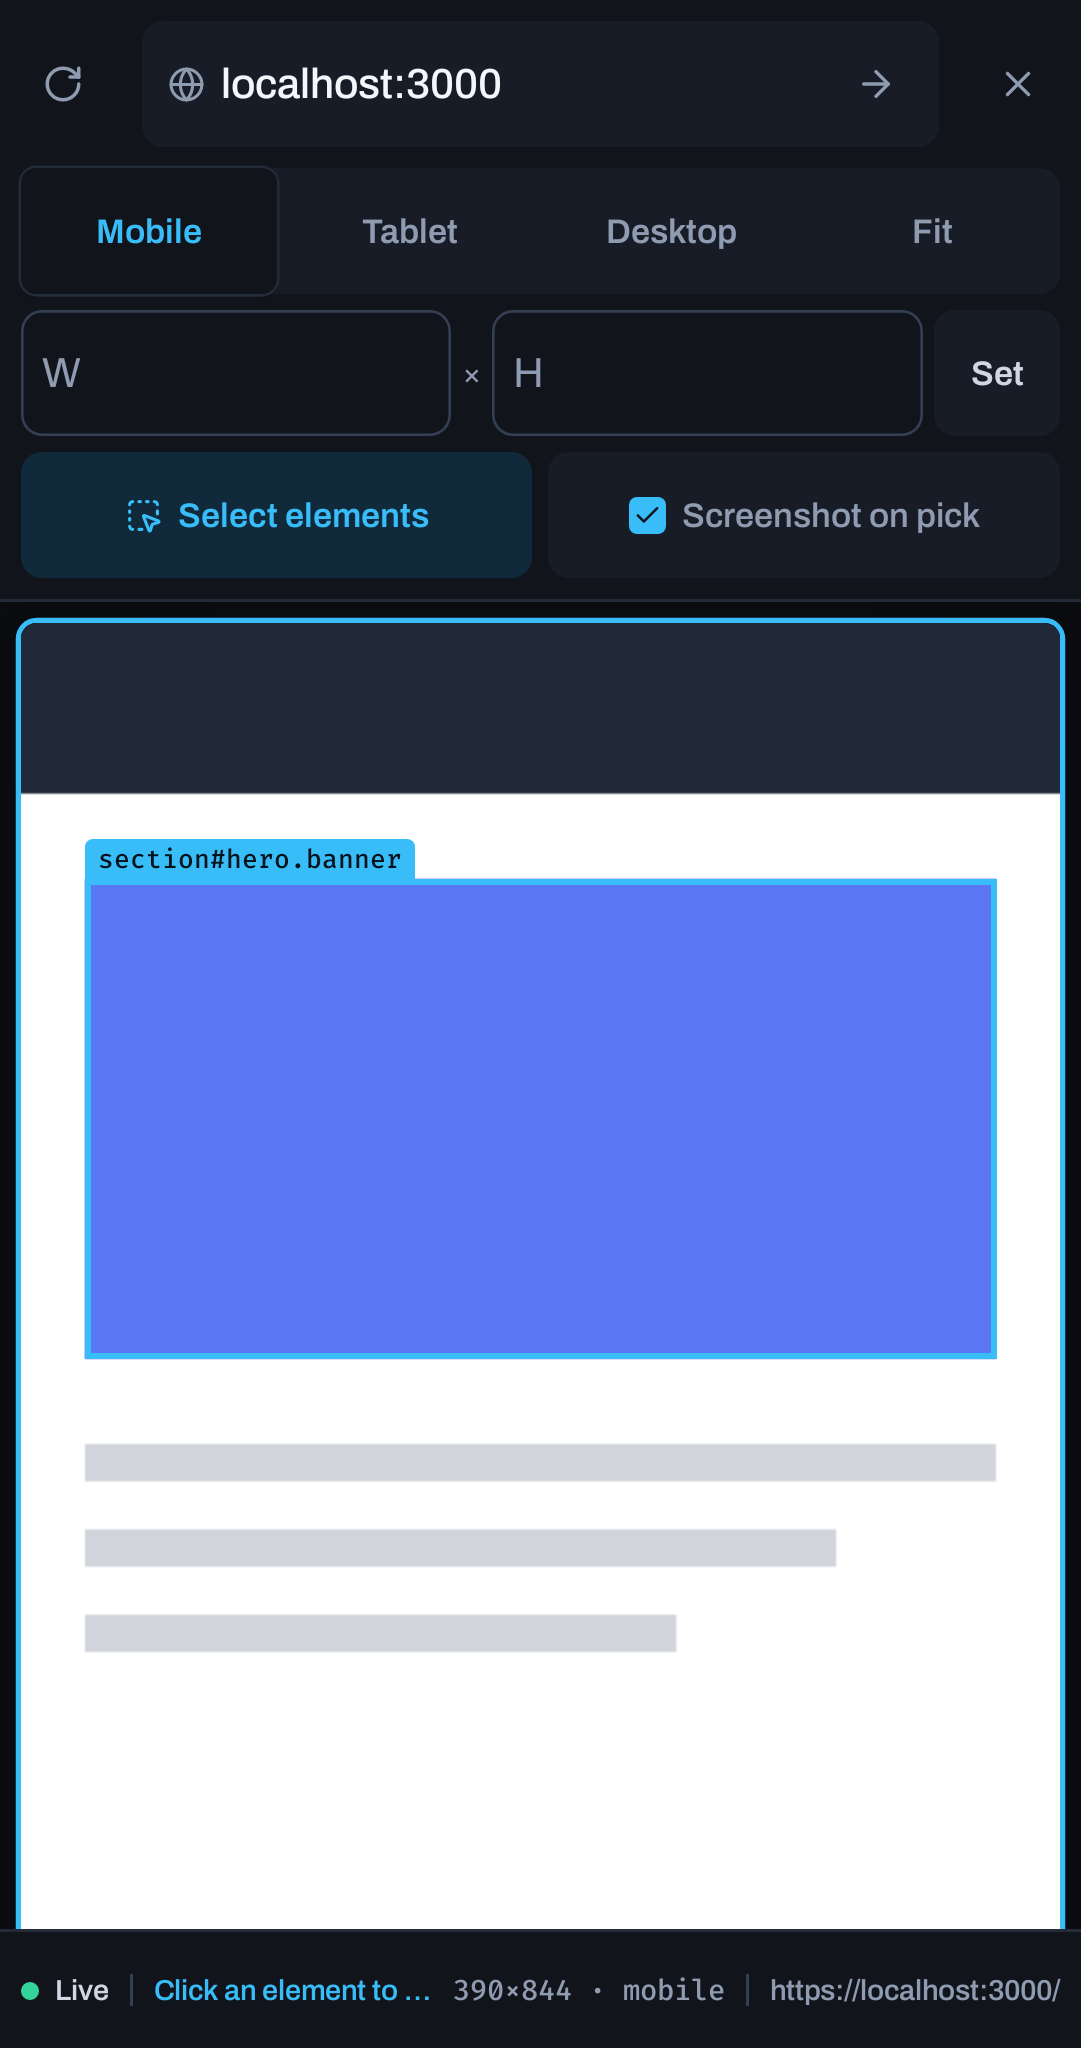 localhost:3000
Mobile Tablet Desktop Fit
W × H Set
Select elements Screenshot on pick
section#hero.banner
Live Click an element to … 390×844 · mobile https://localhost:3000/